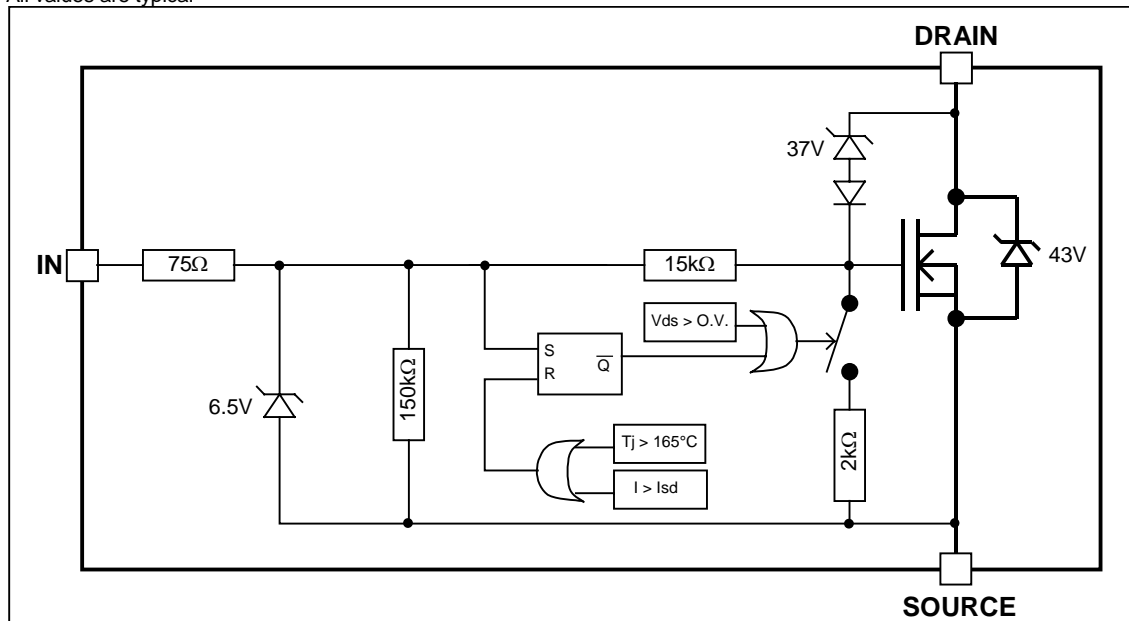 All values are typical
DRAIN
37V
IN
75Ω
15kΩ
43V
Vds > O.V.
S
R
Q̅
150kΩ
6.5V
Tj > 165°C
I > Isd
2kΩ
SOURCE